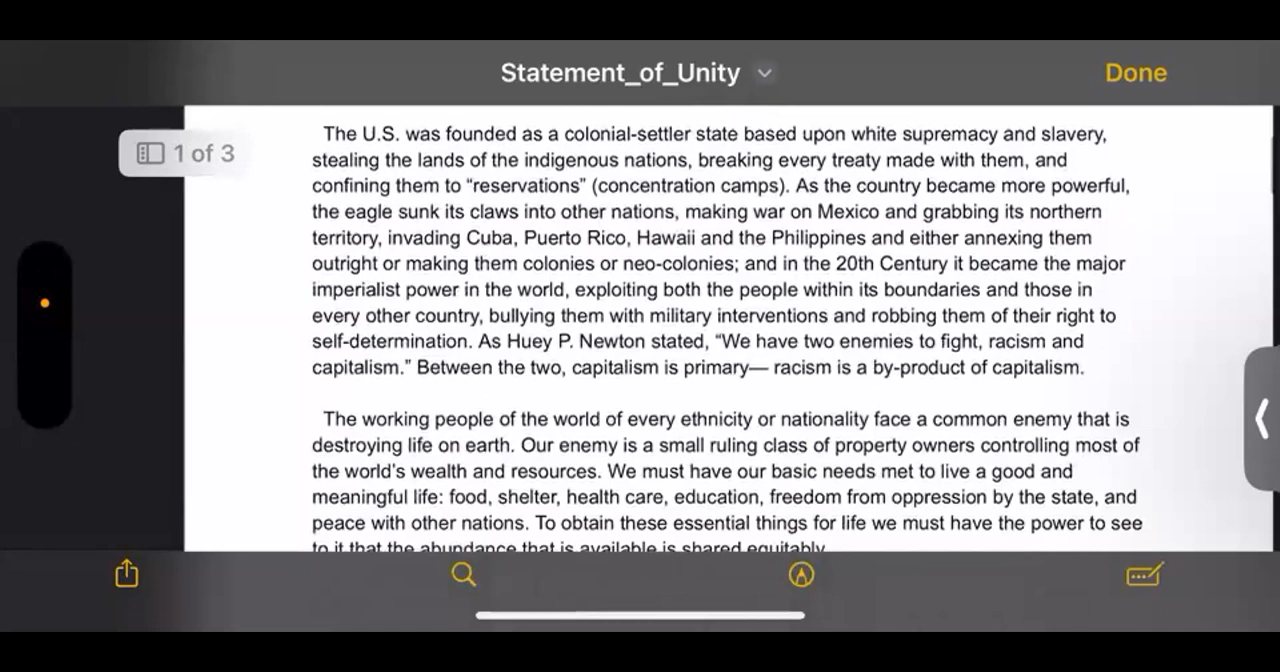 Statement_of_Unity
Done
1 of 3
The U.S. was founded as a colonial-settler state based upon white supremacy and slavery,
stealing the lands of the indigenous nations, breaking every treaty made with them, and
confining them to “reservations” (concentration camps). As the country became more powerful,
the eagle sunk its claws into other nations, making war on Mexico and grabbing its northern
territory, invading Cuba, Puerto Rico, Hawaii and the Philippines and either annexing them
outright or making them colonies or neo-colonies; and in the 20th Century it became the major
imperialist power in the world, exploiting both the people within its boundaries and those in
every other country, bullying them with military interventions and robbing them of their right to
self-determination. As Huey P. Newton stated, “We have two enemies to fight, racism and
capitalism.” Between the two, capitalism is primary— racism is a by-product of capitalism.
The working people of the world of every ethnicity or nationality face a common enemy that is
destroying life on earth. Our enemy is a small ruling class of property owners controlling most of
the world’s wealth and resources. We must have our basic needs met to live a good and
meaningful life: food, shelter, health care, education, freedom from oppression by the state, and
peace with other nations. To obtain these essential things for life we must have the power to see
to it that the abundance that is available is shared equitably.